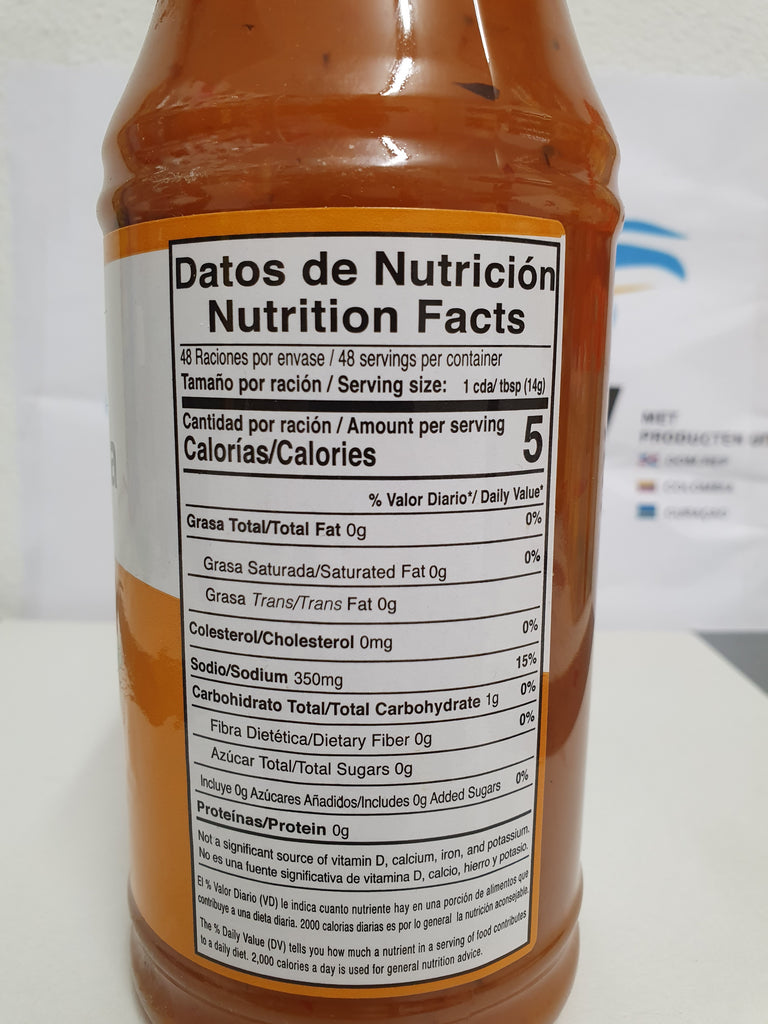 Datos de Nutrición
Nutrition Facts
48 Raciones por envase / 48 servings per container
Tamaño por ración / Serving size: 1 cda/ tbsp (14g)
Cantidad por ración / Amount per serving
Calorías/Calories 5
% Valor Diario*/ Daily Value*
Grasa Total/Total Fat 0g 0%
Grasa Saturada/Saturated Fat 0g 0%
Grasa Trans/Trans Fat 0g
Colesterol/Cholesterol 0mg 0%
Sodio/Sodium 350mg 15%
Carbohidrato Total/Total Carbohydrate 1g 0%
Fibra Dietética/Dietary Fiber 0g 0%
Azúcar Total/Total Sugars 0g
Incluye 0g Azúcares Añadidos/Includes 0g Added Sugars 0%
Proteínas/Protein 0g
Not a significant source of vitamin D, calcium, iron, and potassium.
No es una fuente significativa de vitamina D, calcio, hierro y potasio.
El % Valor Diario (VD) le indica cuanto nutriente hay en una porción de alimentos que
contribuye a una dieta diaria. 2000 calorias diarias es por lo general la nutrición aconsejable.
The % Daily Value (DV) tells you how much a nutrient in a serving of food contributes
to a daily diet. 2,000 calories a day is used for general nutrition advice.
MET
PRODUCTEN
DOM.REP
COLOMBIA
CURAÇAO